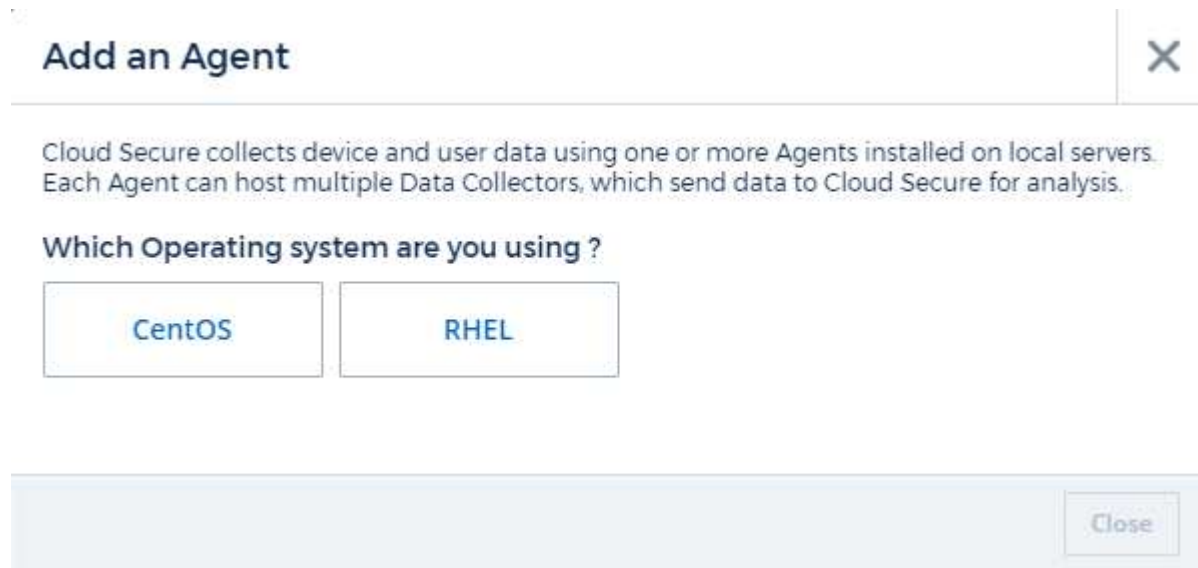 Add an Agent
Cloud Secure collects device and user data using one or more Agents installed on local servers.
Each Agent can host multiple Data Collectors, which send data to Cloud Secure for analysis.
Which Operating system are you using ?
CentOS
RHEL
Close